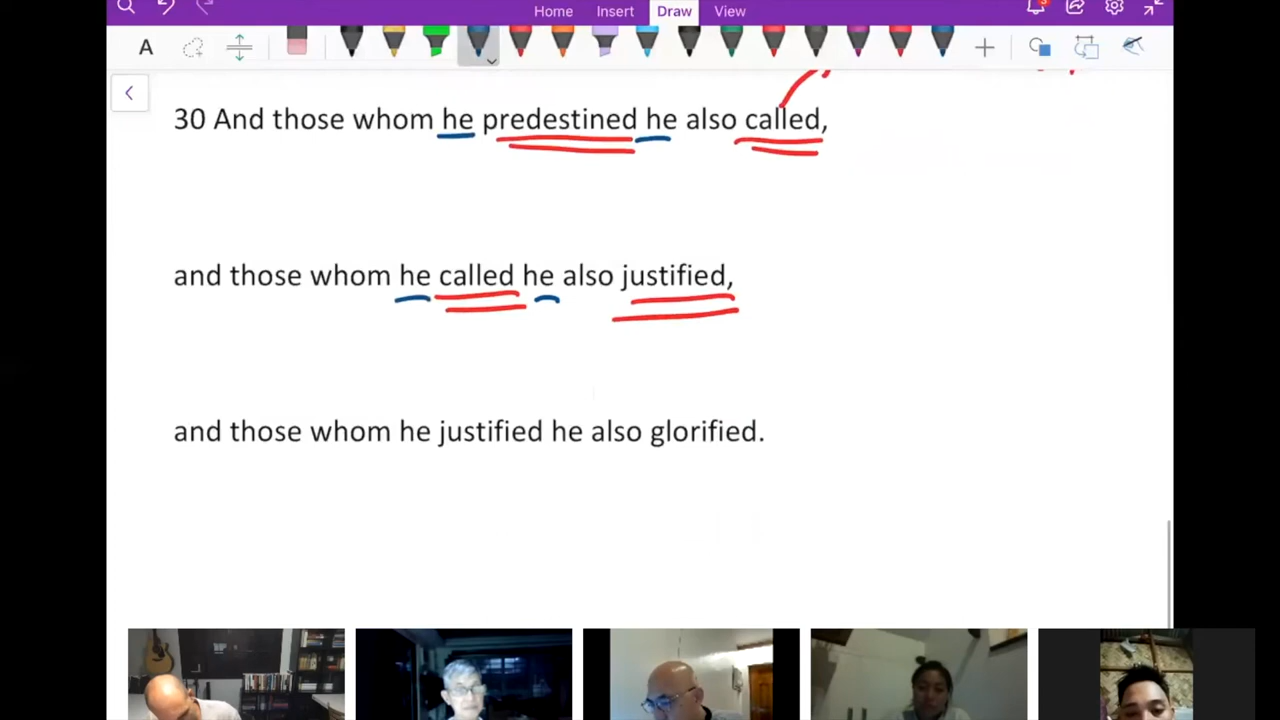 Home Insert Draw View
A
30 And those whom he predestined he also called,
and those whom he called he also justified,
and those whom he justified he also glorified.